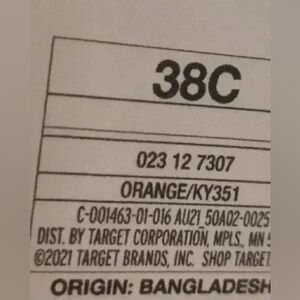 38C
023 12 7307
ORANGE/KY351
C-001463-01-016 AU21 50A02-0025
DIST. BY TARGET CORPORATION, MPLS, MN
©2021 TARGET BRANDS, INC. SHOP TARGET
ORIGIN: BANGLADESH